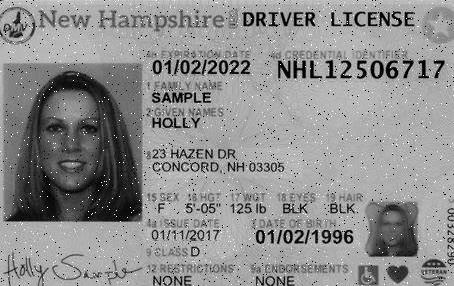 New Hampshire DRIVER LICENSE
4b EXPIRATION DATE 4d CREDENTIAL IDENTIFIER
01/02/2022 NHL12506717
1 FAMILY NAME
SAMPLE
2 GIVEN NAMES
HOLLY
8 23 HAZEN DR
CONCORD, NH 03305
15 SEX 16 HGT 17 WGT 18 EYES 19 HAIR
F 5'-05" 125 lb BLK BLK
4a ISSUE DATE 3 DATE OF BIRTH
01/11/2017 01/02/1996
9 CLASS D
12 RESTRICTIONS 9a ENDORSEMENTS
NONE NONE
Holly Sample
VETERAN